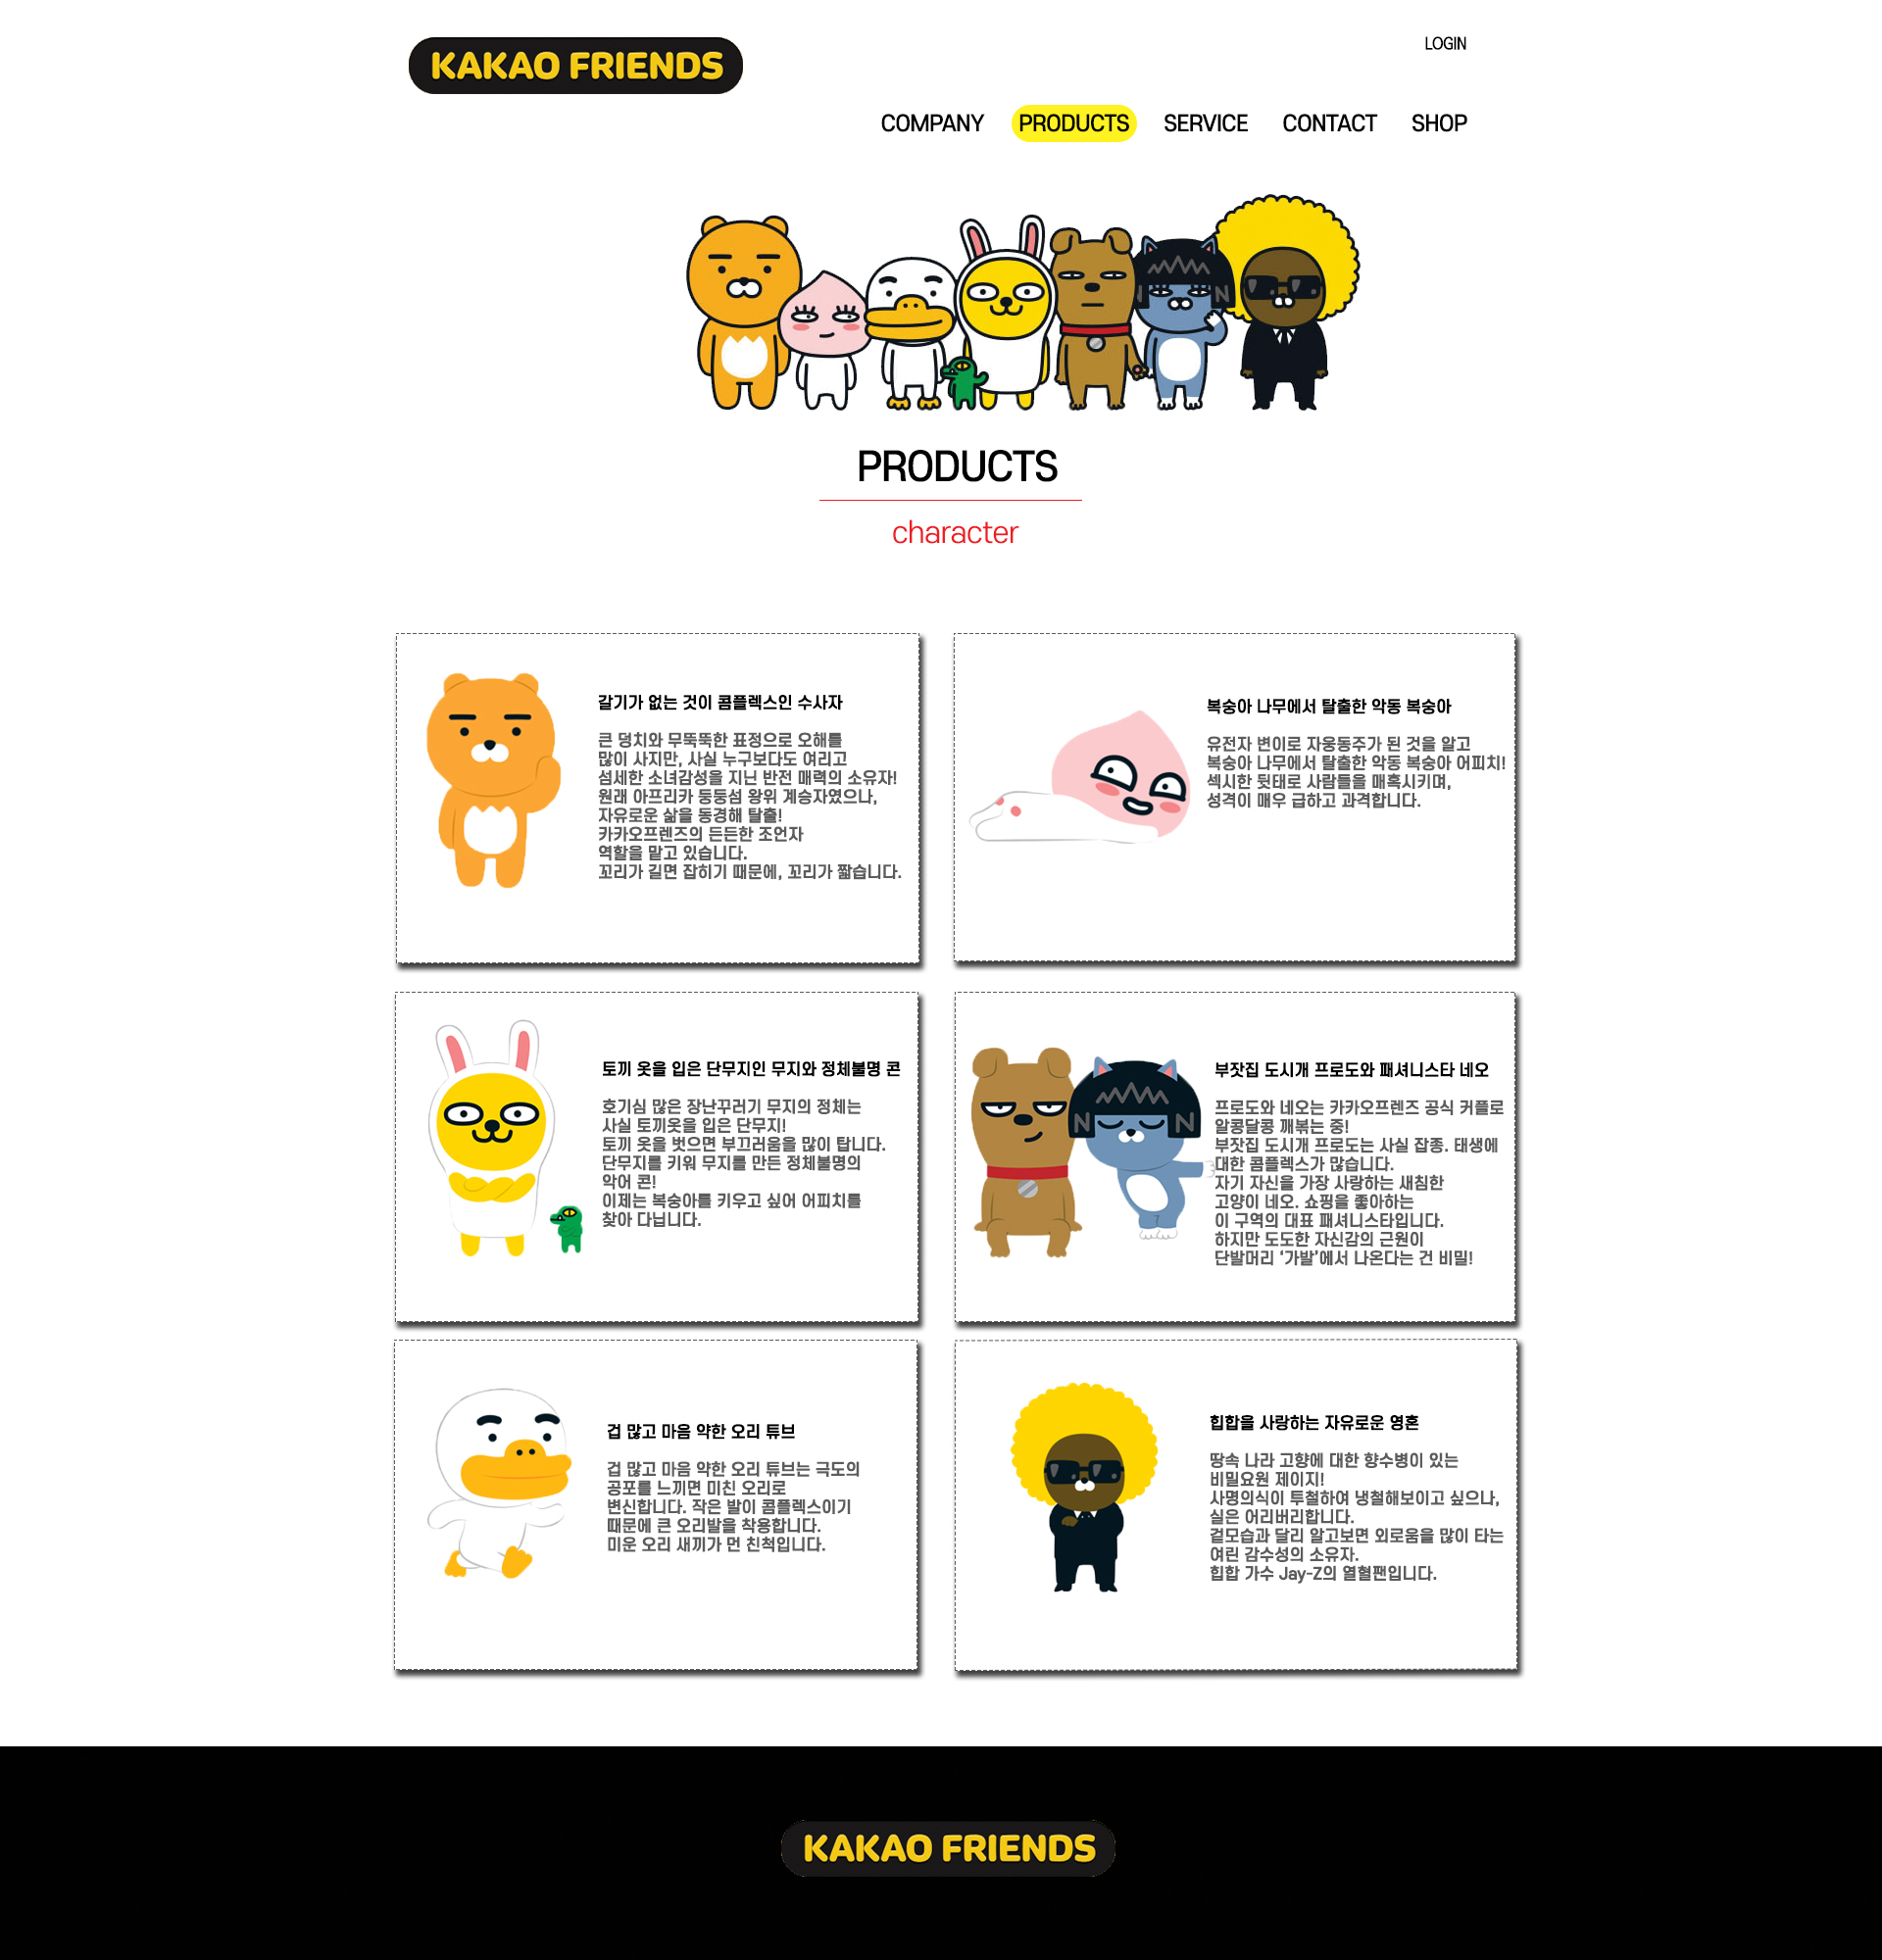 KAKAO FRIENDS
LOGIN
COMPANY PRODUCTS SERVICE CONTACT SHOP
PRODUCTS
character
갈기가 없는 것이 콤플렉스인 수사자
큰 덩치와 무뚝뚝한 표정으로 오해를
많이 사지만, 사실 누구보다도 여리고
섬세한 소녀감성을 지닌 반전 매력의 소유자!
원래 아프리카 둥둥섬 왕위 계승자였으나,
자유로운 삶을 동경해 탈출!
카카오프렌즈의 든든한 조언자
역할을 맡고 있습니다.
꼬리가 길면 잡히기 때문에, 꼬리가 짧습니다.
복숭아 나무에서 탈출한 악동 복숭아
유전자 변이로 자웅동주가 된 것을 알고
복숭아 나무에서 탈출한 악동 복숭아 어피치!
섹시한 뒷태로 사람들을 매혹시키며,
성격이 매우 급하고 과격합니다.
토끼 옷을 입은 단무지인 무지와 정체불명 콘
호기심 많은 장난꾸러기 무지의 정체는
사실 토끼옷을 입은 단무지!
토끼 옷을 벗으면 부끄러움을 많이 탑니다.
단무지를 키워 무지를 만든 정체불명의
악어 콘!
이제는 복숭아를 키우고 싶어 어피치를
찾아 다닙니다.
N N
부잣집 도시개 프로도와 패셔니스타 네오
프로도와 네오는 카카오프렌즈 공식 커플로
알콩달콩 깨볶는 중!
부잣집 도시개 프로도는 사실 잡종. 태생에
대한 콤플렉스가 많습니다.
자기 자신을 가장 사랑하는 새침한
고양이 네오. 쇼핑을 좋아하는
이 구역의 대표 패셔니스타입니다.
하지만 도도한 자신감의 근원이
단발머리 ‘가발’에서 나온다는 건 비밀!
겁 많고 마음 약한 오리 튜브
겁 많고 마음 약한 오리 튜브는 극도의
공포를 느끼면 미친 오리로
변신합니다. 작은 발이 콤플렉스이기
때문에 큰 오리발을 착용합니다.
미운 오리 새끼가 먼 친척입니다.
힙합을 사랑하는 자유로운 영혼
땅속 나라 고향에 대한 향수병이 있는
비밀요원 제이지!
사명의식이 투철하여 냉철해보이고 싶으나,
실은 어리버리합니다.
겉모습과 달리 알고보면 외로움을 많이 타는
여린 감수성의 소유자.
힙합 가수 Jay-Z의 열혈팬입니다.
KAKAO FRIENDS